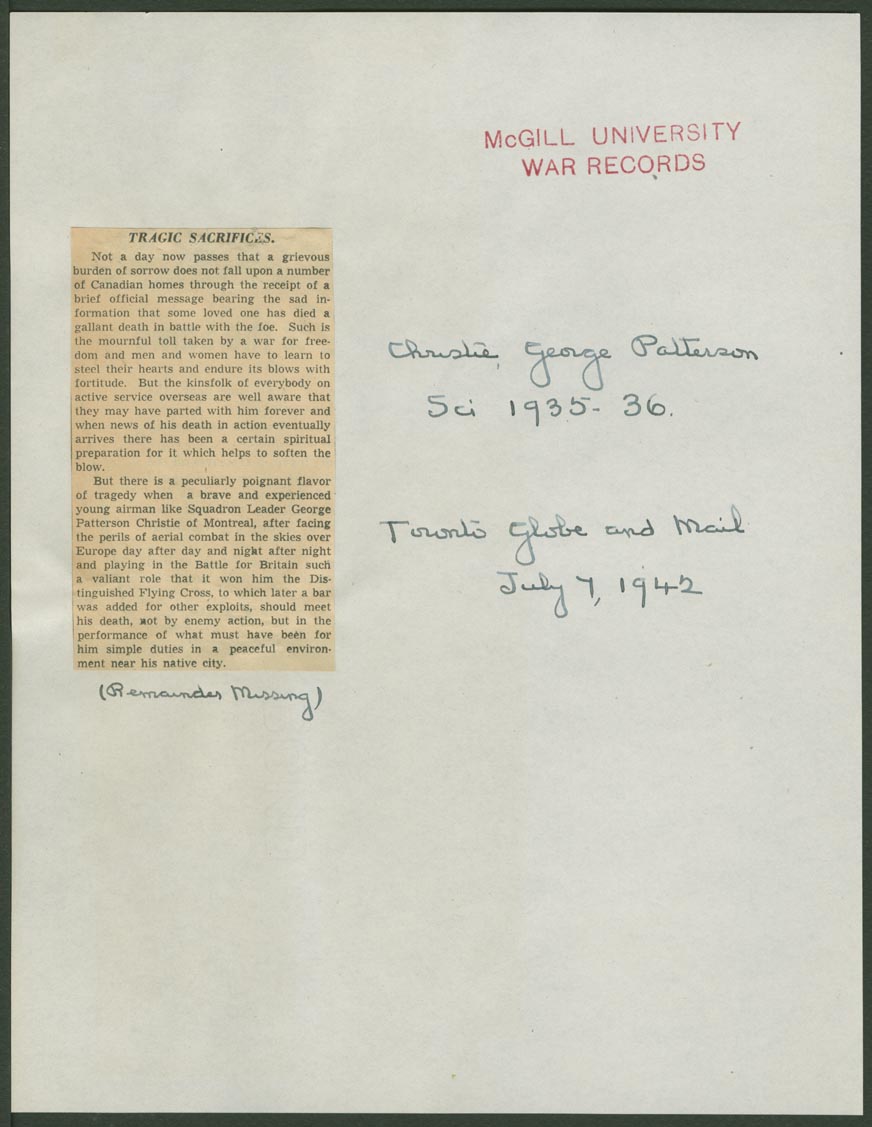 McGILL UNIVERSITY
WAR RECORDS
TRAGIC SACRIFICES.
Not a day now passes that a grievous
burden of sorrow does not fall upon a number
of Canadian homes through the receipt of a
brief official message bearing the sad in-
formation that some loved one has died a
gallant death in battle with the foe. Such is
the mournful toll taken by a war for free-
dom and men and women have to learn to
steel their hearts and endure its blows with
fortitude. But the kinsfolk of everybody on
active service overseas are well aware that
they may have parted with him forever and
when news of his death in action eventually
arrives there has been a certain spiritual
preparation for it which helps to soften the
blow.
But there is a peculiarly poignant flavor
of tragedy when a brave and experienced
young airman like Squadron Leader George
Patterson Christie of Montreal, after facing
the perils of aerial combat in the skies over
Europe day after day and night after night
and playing in the Battle for Britain such
a valiant role that it won him the Dis-
tinguished Flying Cross, to which later a bar
was added for other exploits, should meet
his death, not by enemy action, but in the
performance of what must have been for
him simple duties in a peaceful environ-
ment near his native city.
(Remainder Missing)
Christie, George Patterson
Sci 1935-36.
Toronto Globe and Mail
July 7, 1942